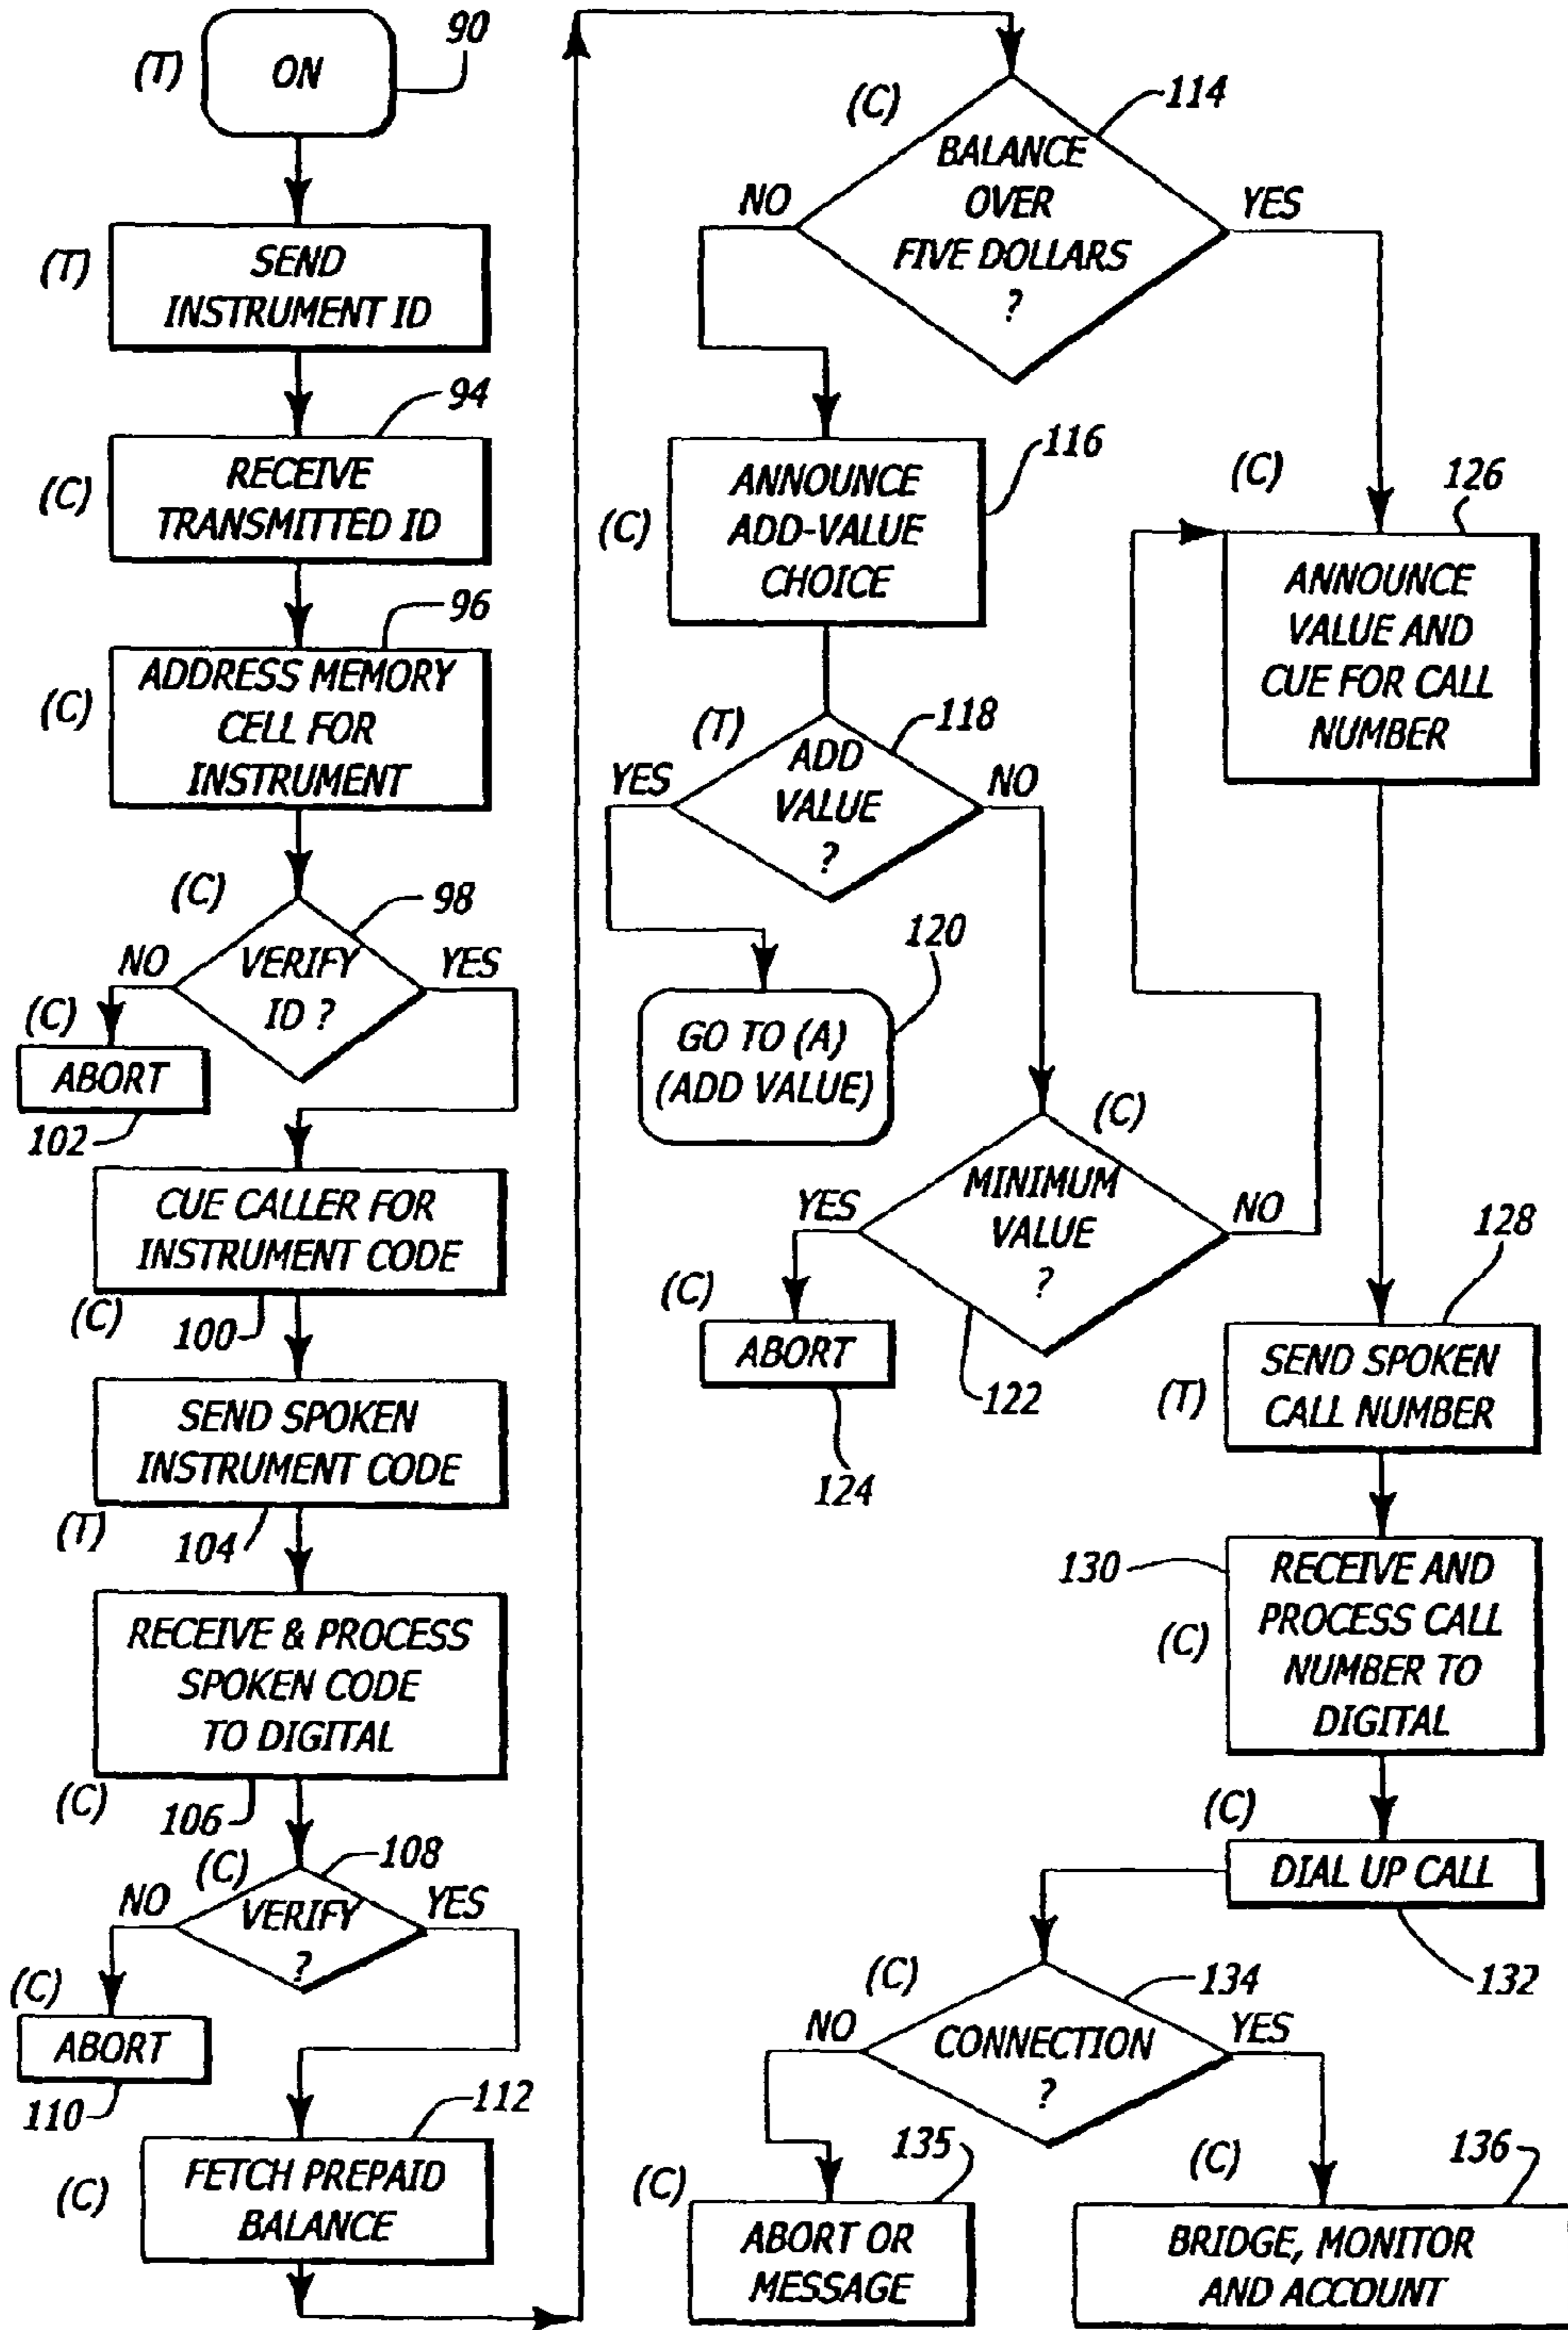 (T)
ON
90
(T)
SEND
INSTRUMENT ID
94
(C)
RECEIVE
TRANSMITTED ID
96
(C)
ADDRESS MEMORY
CELL FOR
INSTRUMENT
(C)
98
NO
VERIFY
ID ?
YES
(C)
ABORT
102
CUE CALLER FOR
INSTRUMENT CODE
(C)
100
SEND SPOKEN
INSTRUMENT CODE
(T)
104
RECEIVE & PROCESS
SPOKEN CODE
TO DIGITAL
(C)
106
(C)
108
NO
VERIFY
?
YES
(C)
ABORT
110
112
(C)
FETCH PREPAID
BALANCE
(C)
114
BALANCE
OVER
FIVE DOLLARS
?
NO
YES
116
(C)
ANNOUNCE
ADD-VALUE
CHOICE
(T)
118
YES
ADD
VALUE
?
NO
120
GO TO (A)
(ADD VALUE)
(C)
YES
MINIMUM
VALUE
?
NO
(C)
ABORT
122
124
(C)
126
ANNOUNCE
VALUE AND
CUE FOR CALL
NUMBER
128
(T)
SEND SPOKEN
CALL NUMBER
130
(C)
RECEIVE AND
PROCESS CALL
NUMBER TO
DIGITAL
(C)
DIAL UP CALL
132
(C)
134
NO
CONNECTION
?
YES
135
(C)
ABORT OR
MESSAGE
(C)
136
BRIDGE, MONITOR
AND ACCOUNT